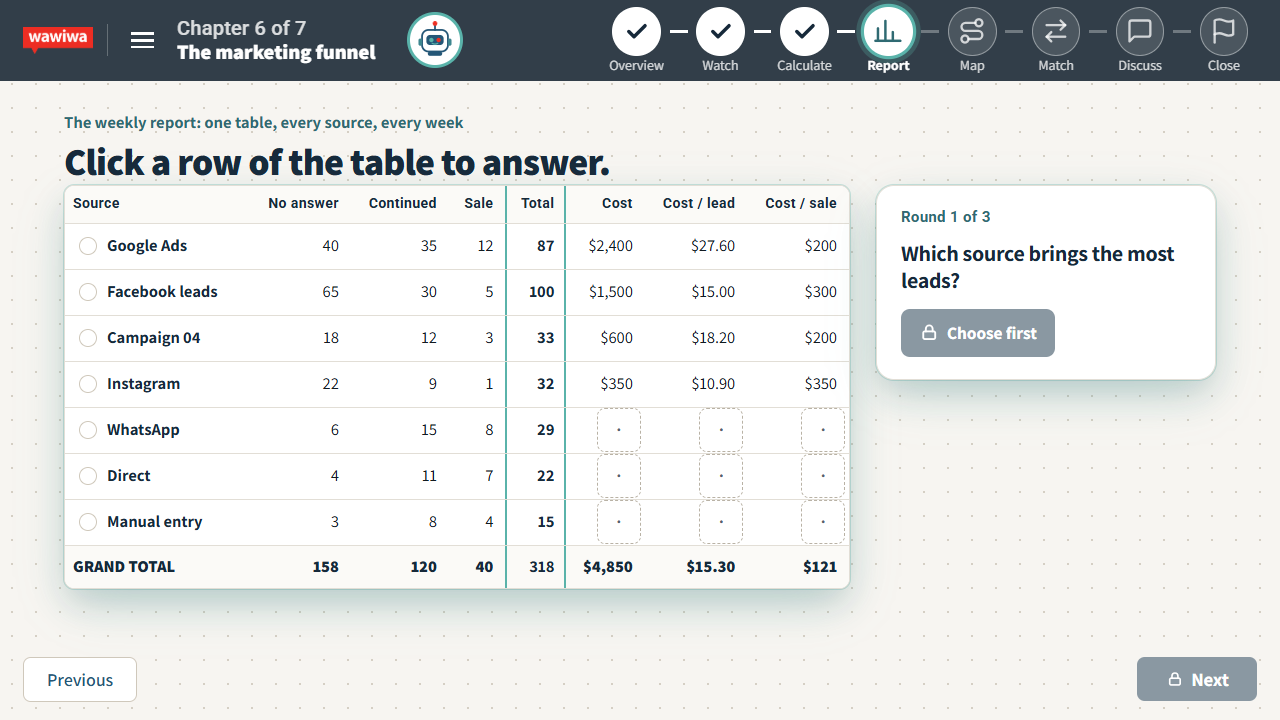 wawiwa
Chapter 6 of 7
The marketing funnel
Overview
Watch
Calculate
Report
Map
Match
Discuss
Close
The weekly report: one table, every source, every week
Click a row of the table to answer.
Source No answer Continued Sale Total Cost Cost / lead Cost / sale
Google Ads 40 35 12 87 $2,400 $27.60 $200
Facebook leads 65 30 5 100 $1,500 $15.00 $300
Campaign 04 18 12 3 33 $600 $18.20 $200
Instagram 22 9 1 32 $350 $10.90 $350
WhatsApp 6 15 8 29 · · ·
Direct 4 11 7 22 · · ·
Manual entry 3 8 4 15 · · ·
GRAND TOTAL 158 120 40 318 $4,850 $15.30 $121
Round 1 of 3
Which source brings the most
leads?
Choose first
Previous
Next